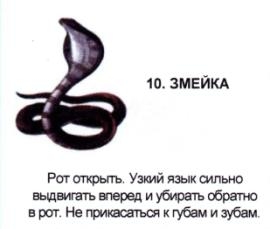 10. ЗМЕЙКА
Рот открыть. Узкий язык сильно
выдвигать вперед и убирать обратно
в рот. Не прикасаться к губам и зубам.